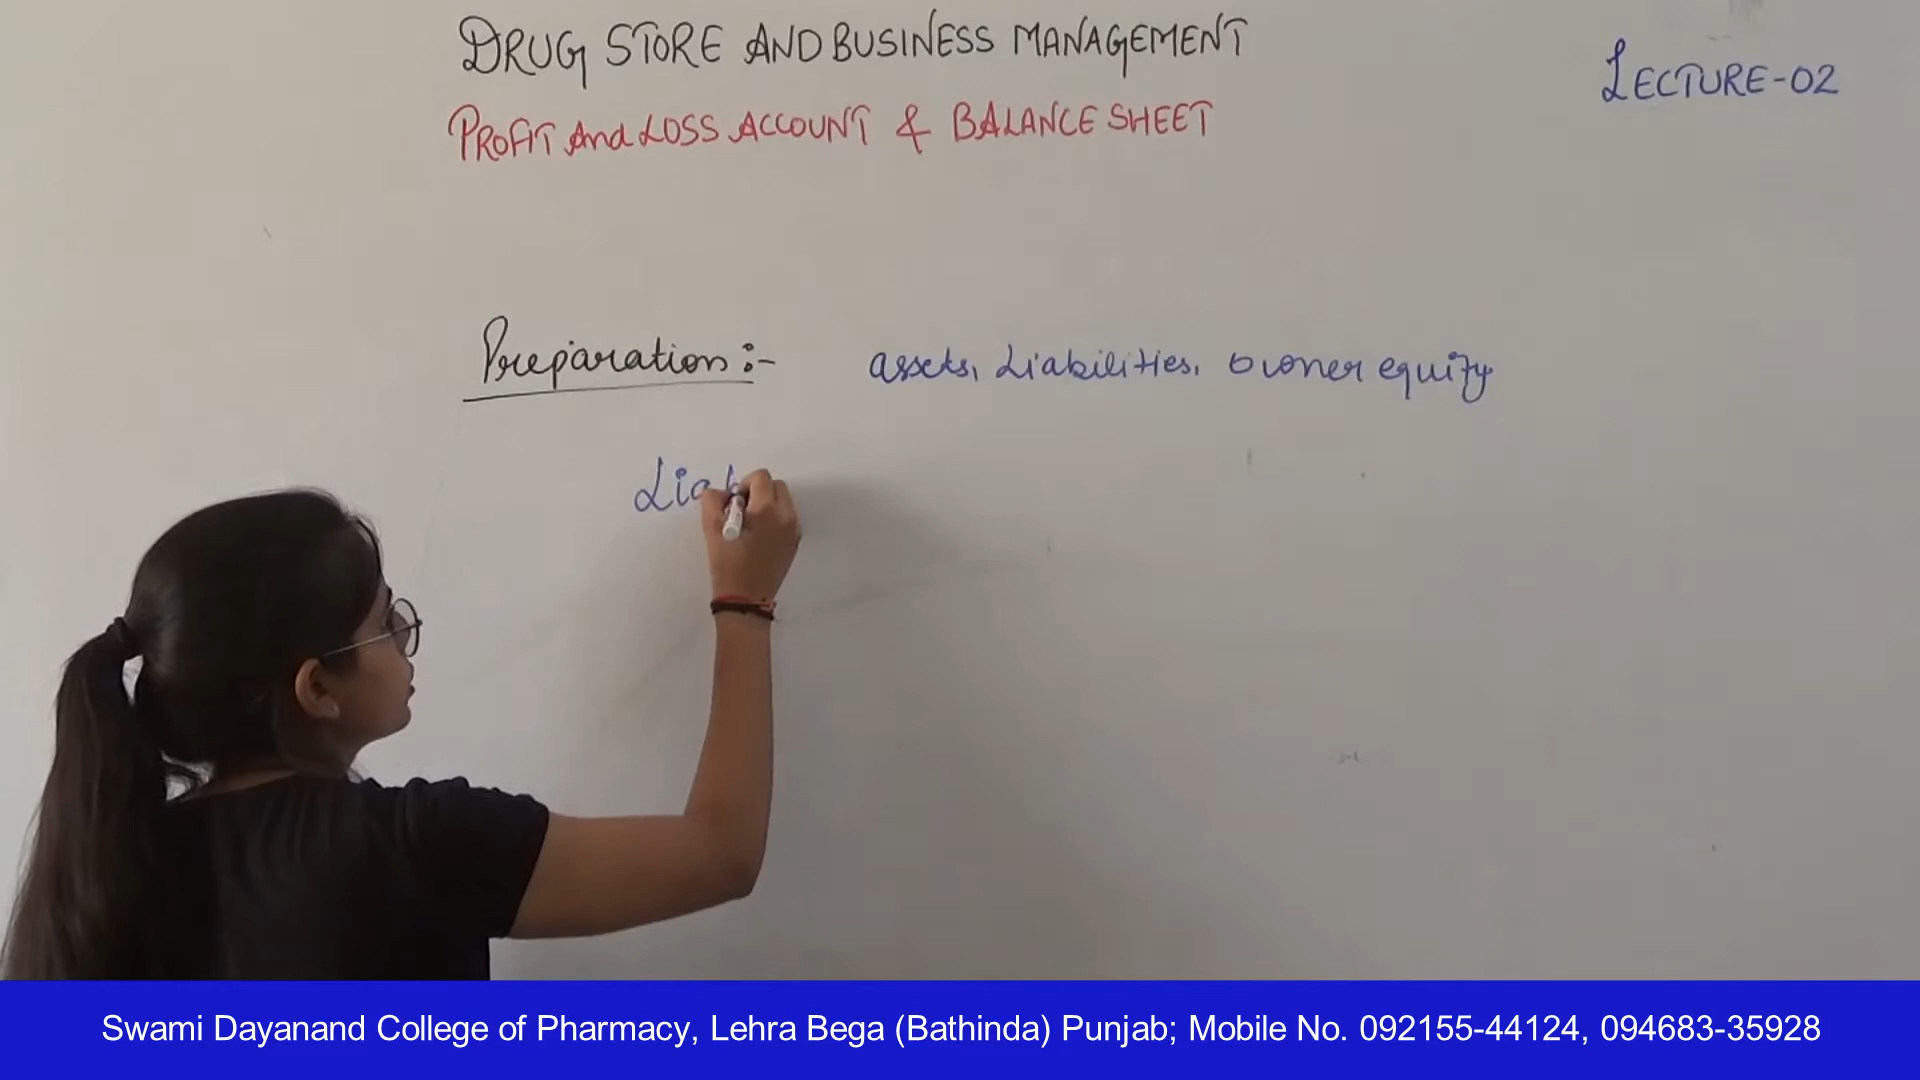 DRUG STORE AND BUSINESS MANAGEMENT
LECTURE-02
PROFIT And LOSS ACCOUNT & BALANCE SHEET
Preparation :- assets, Liabilities, owner equity
Liab
Swami Dayanand College of Pharmacy, Lehra Bega (Bathinda) Punjab; Mobile No. 092155-44124, 094683-35928